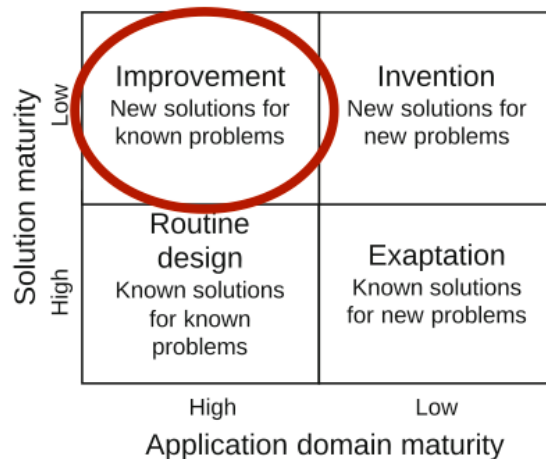 Solution maturity
Low
High
Improvement
New solutions for
known problems
Invention
New solutions for
new problems
Routine
design
Known solutions
for known
problems
Exaptation
Known solutions
for new problems
High
Low
Application domain maturity